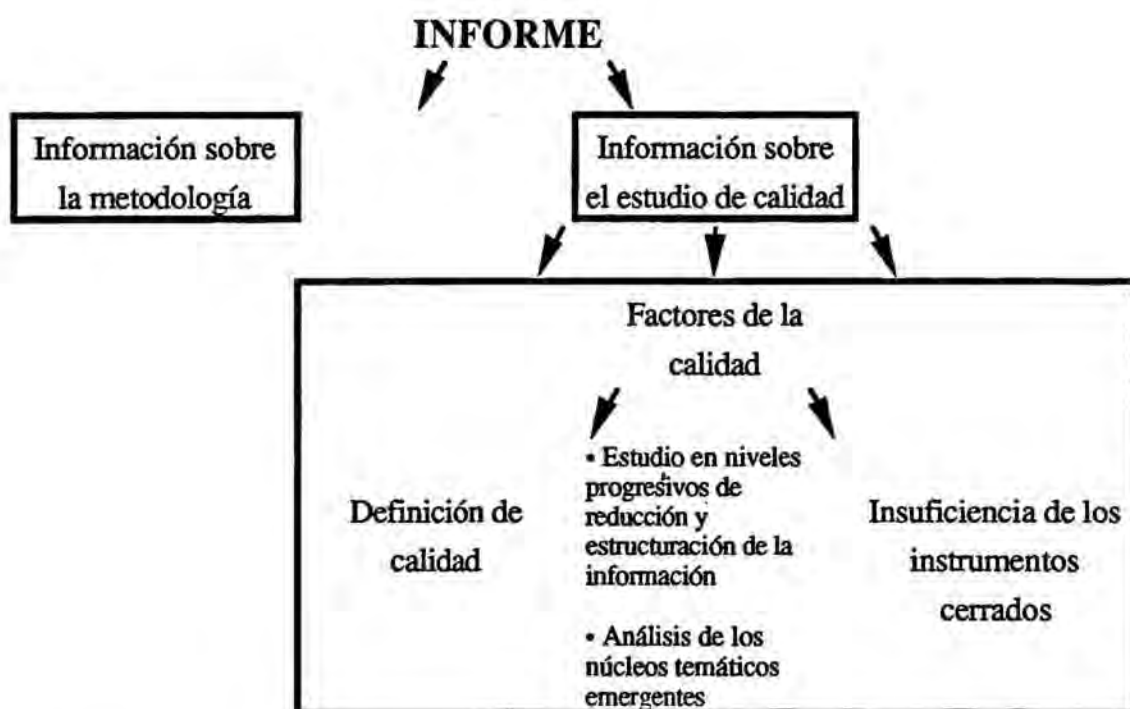 INFORME
Información sobre
la metodología
Información sobre
el estudio de calidad
Factores de la
calidad
Definición de
calidad
• Estudio en niveles
progresivos de
reducción y
estructuración de la
información
• Análisis de los
núcleos temáticos
emergentes
Insuficiencia de los
instrumentos
cerrados